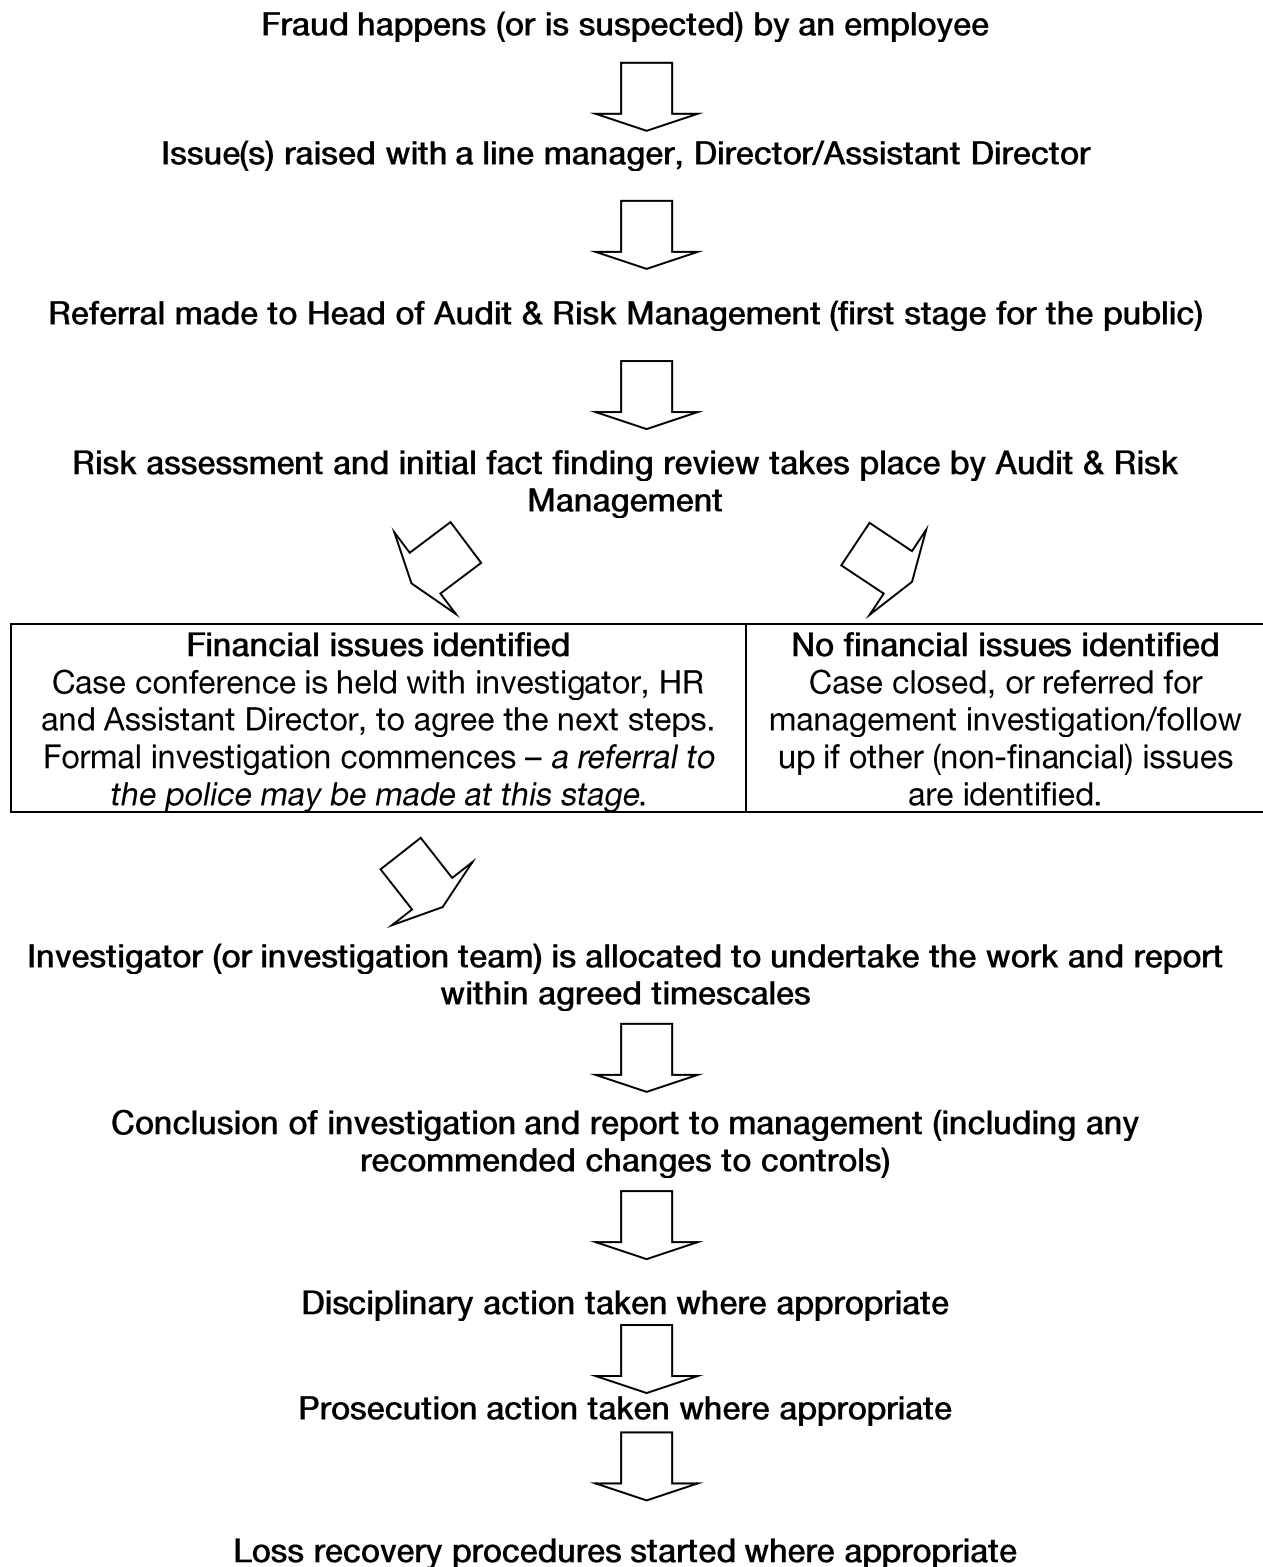 Fraud happens (or is suspected) by an employee
Issue(s) raised with a line manager, Director/Assistant Director
Referral made to Head of Audit & Risk Management (first stage for the public)
Risk assessment and initial fact finding review takes place by Audit & Risk
Management
Financial issues identified
Case conference is held with investigator, HR
and Assistant Director, to agree the next steps.
Formal investigation commences – a referral to
the police may be made at this stage.
No financial issues identified
Case closed, or referred for
management investigation/follow
up if other (non-financial) issues
are identified.
Investigator (or investigation team) is allocated to undertake the work and report
within agreed timescales
Conclusion of investigation and report to management (including any
recommended changes to controls)
Disciplinary action taken where appropriate
Prosecution action taken where appropriate
Loss recovery procedures started where appropriate